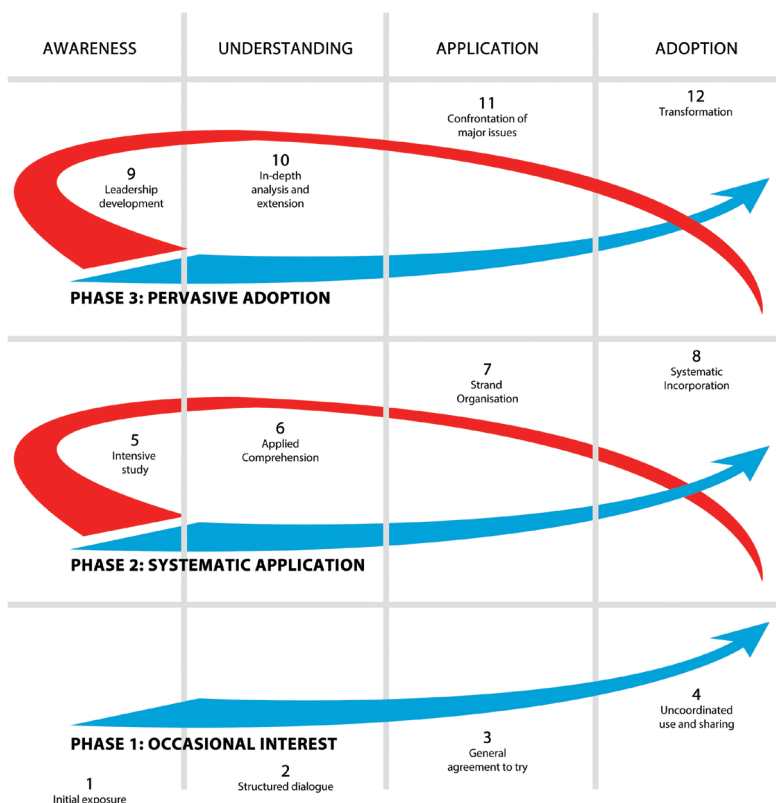 AWARENESS
UNDERSTANDING
APPLICATION
ADOPTION
11
Confrontation of
major issues
12
Transformation
9
Leadership
development
10
In-depth
analysis and
extension
PHASE 3: PERVASIVE ADOPTION
7
Strand
Organisation
8
Systematic
Incorporation
5
Intensive
study
6
Applied
Comprehension
PHASE 2: SYSTEMATIC APPLICATION
4
Uncoordinated
use and sharing
PHASE 1: OCCASIONAL INTEREST
3
General
agreement to try
1
Initial exposure
2
Structured dialogue